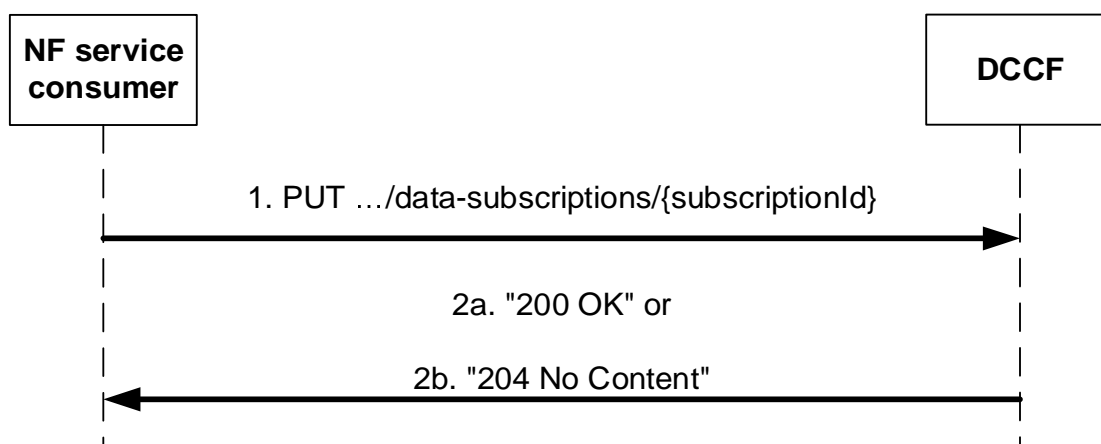 NF service
consumer
DCCF
1. PUT …/data-subscriptions/{subscriptionId}
2a. "200 OK" or
2b. "204 No Content"